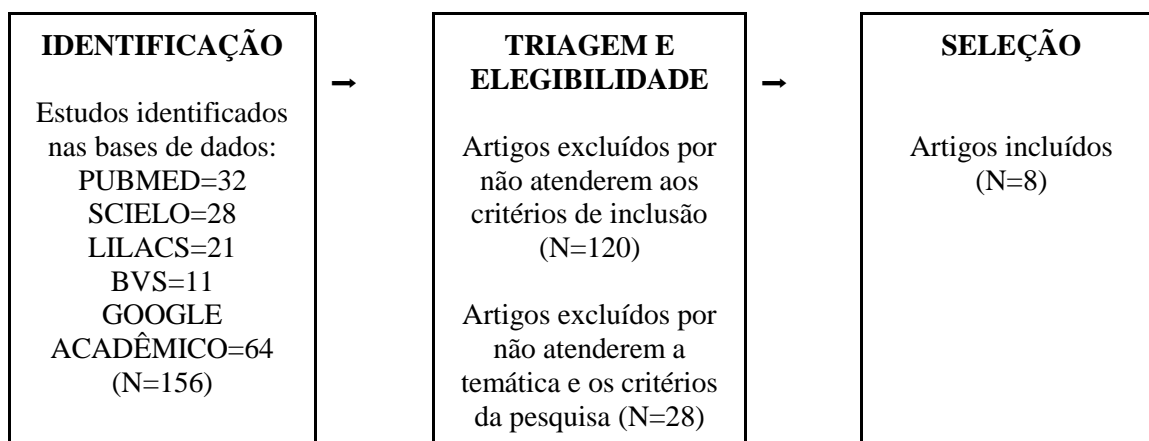 IDENTIFICAÇÃO
Estudos identificados
nas bases de dados:
PUBMED=32
SCIELO=28
LILACS=21
BVS=11
GOOGLE
ACADÊMICO=64
(N=156)
→
TRIAGEM E
ELEGIBILIDADE
Artigos excluídos por
não atenderem aos
critérios de inclusão
(N=120)
Artigos excluídos por
não atenderem a
temática e os critérios
da pesquisa (N=28)
→
SELEÇÃO
Artigos incluídos
(N=8)